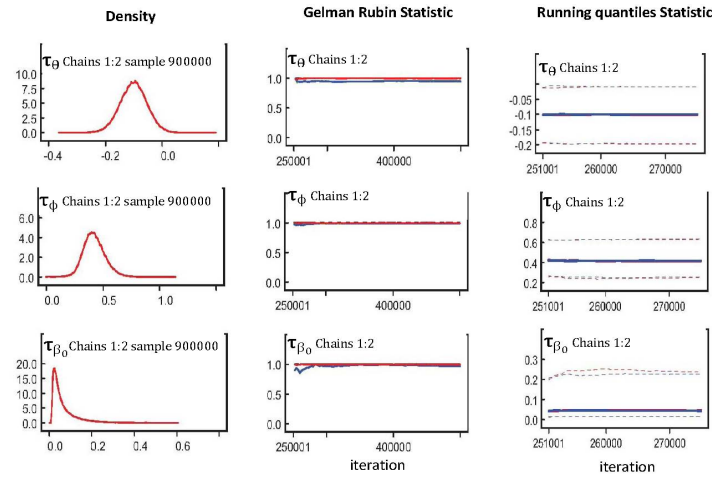 Density
Gelman Rubin Statistic
Running quantiles Statistic
τθ Chains 1:2 sample 900000
10.0
7.5
5.0
2.5
0.0
-0.4 -0.2 0.0
τθ Chains 1:2
1.0
0.5
0.0
250001 400000
τθ Chains 1:2
-0.05
-0.1
-0.15
-0.2
251001 260000 270000
τϕ Chains 1:2 sample 900000
6.0
4.0
2.0
0.0
0.0 0.5 1.0
τϕ Chains 1:2
1.0
0.5
0.0
250001 400000
τϕ Chains 1:2
0.8
0.6
0.4
0.2
251001 260000 270000
τβ0 Chains 1:2 sample 900000
20.0
15.0
10.0
5.0
0.0
0.0 0.2 0.4 0.6
τβ0 Chains 1:2
1.0
0.5
0.0
250001 400000
iteration
τβ0 Chains 1:2
0.3
0.2
0.1
0.0
251001 260000 270000
iteration